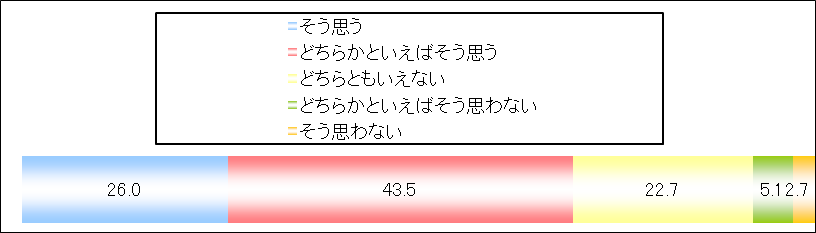 そう思う
どちらかといえばそう思う
どちらともいえない
どちらかといえばそう思わない
そう思わない
26.0 43.5 22.7 5.1 2.7